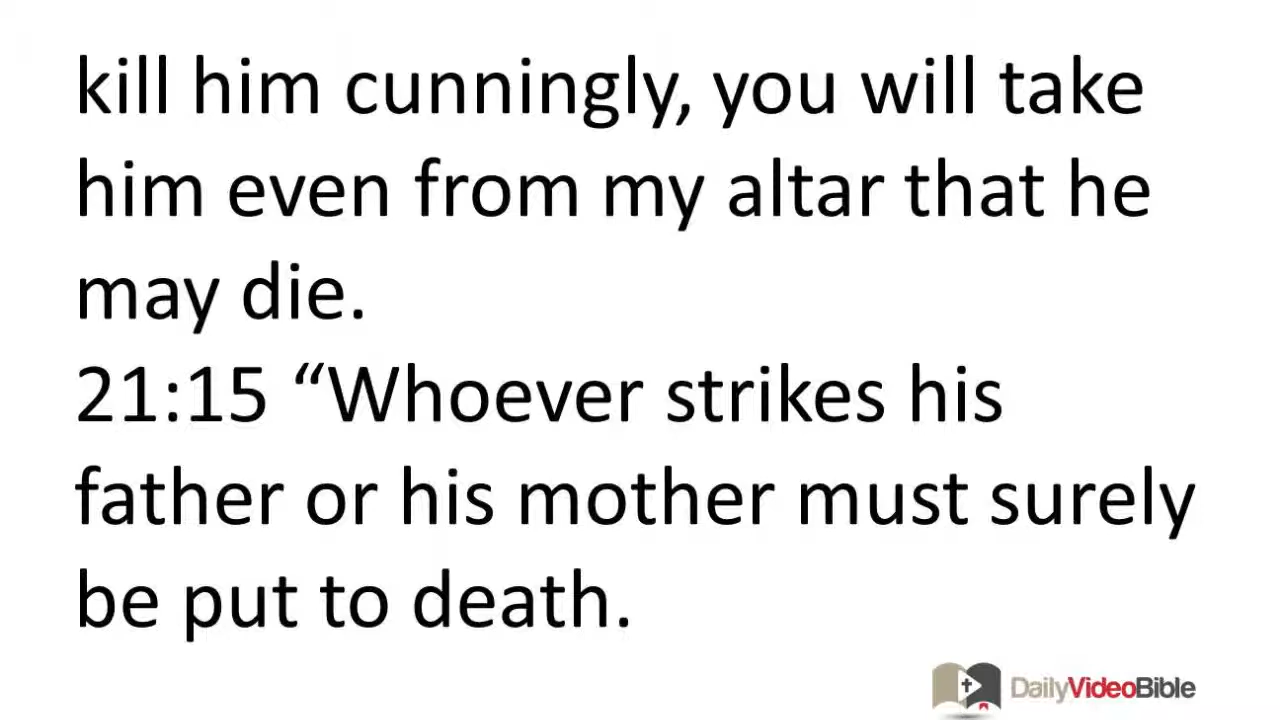 kill him cunningly, you will take
him even from my altar that he
may die.
21:15 “Whoever strikes his
father or his mother must surely
be put to death.
DailyVideoBible